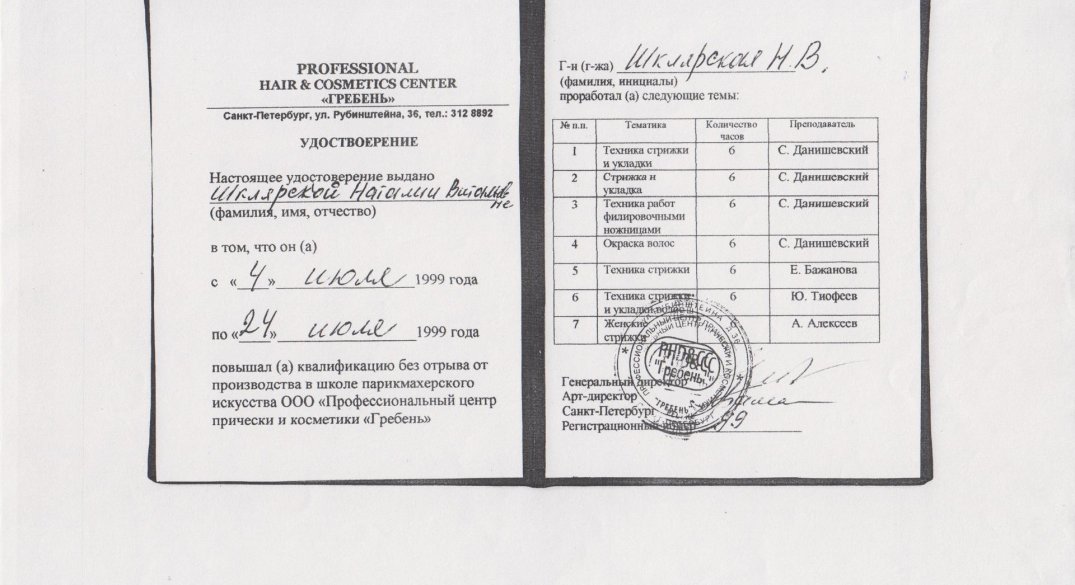 PROFESSIONAL
HAIR & COSMETICS CENTER
«ГРЕБЕНЬ»
Санкт-Петербург, ул. Рубинштейна, 36, тел.: 312 8892
УДОСТВОЕРЕНИЕ
Настоящее удостоверение выдано
Шклярской Наталии Витольдовне
(фамилия, имя, отчество)
в том, что он (а)
с «4» июля 1999 года
по «24» июля 1999 года
повышал (а) квалификацию без отрыва от
производства в школе парикмахерского
искусства ООО «Профессиональный центр
прически и косметики «Гребень»
Г-н (г-жа) Шклярская Н.В.
(фамилия, инициалы)
проработал (а) следующие темы:
№ п.п. Тематика Количество часов Преподаватель
1 Техника стрижки и укладки 6 С. Данишевский
2 Стрижка и укладка 6 С. Данишевский
3 Техника работ филировочными ножницами 6 С. Данишевский
4 Окраска волос 6 С. Данишевский
5 Техника стрижки 6 Е. Бажанова
6 Техника стрижки и укладки 6 Ю. Тиофеев
7 Женские стрижки 6 А. Алексеев
"Гребень"
Генеральный директор
Арт-директор
Санкт-Петербург
Регистрационный 99